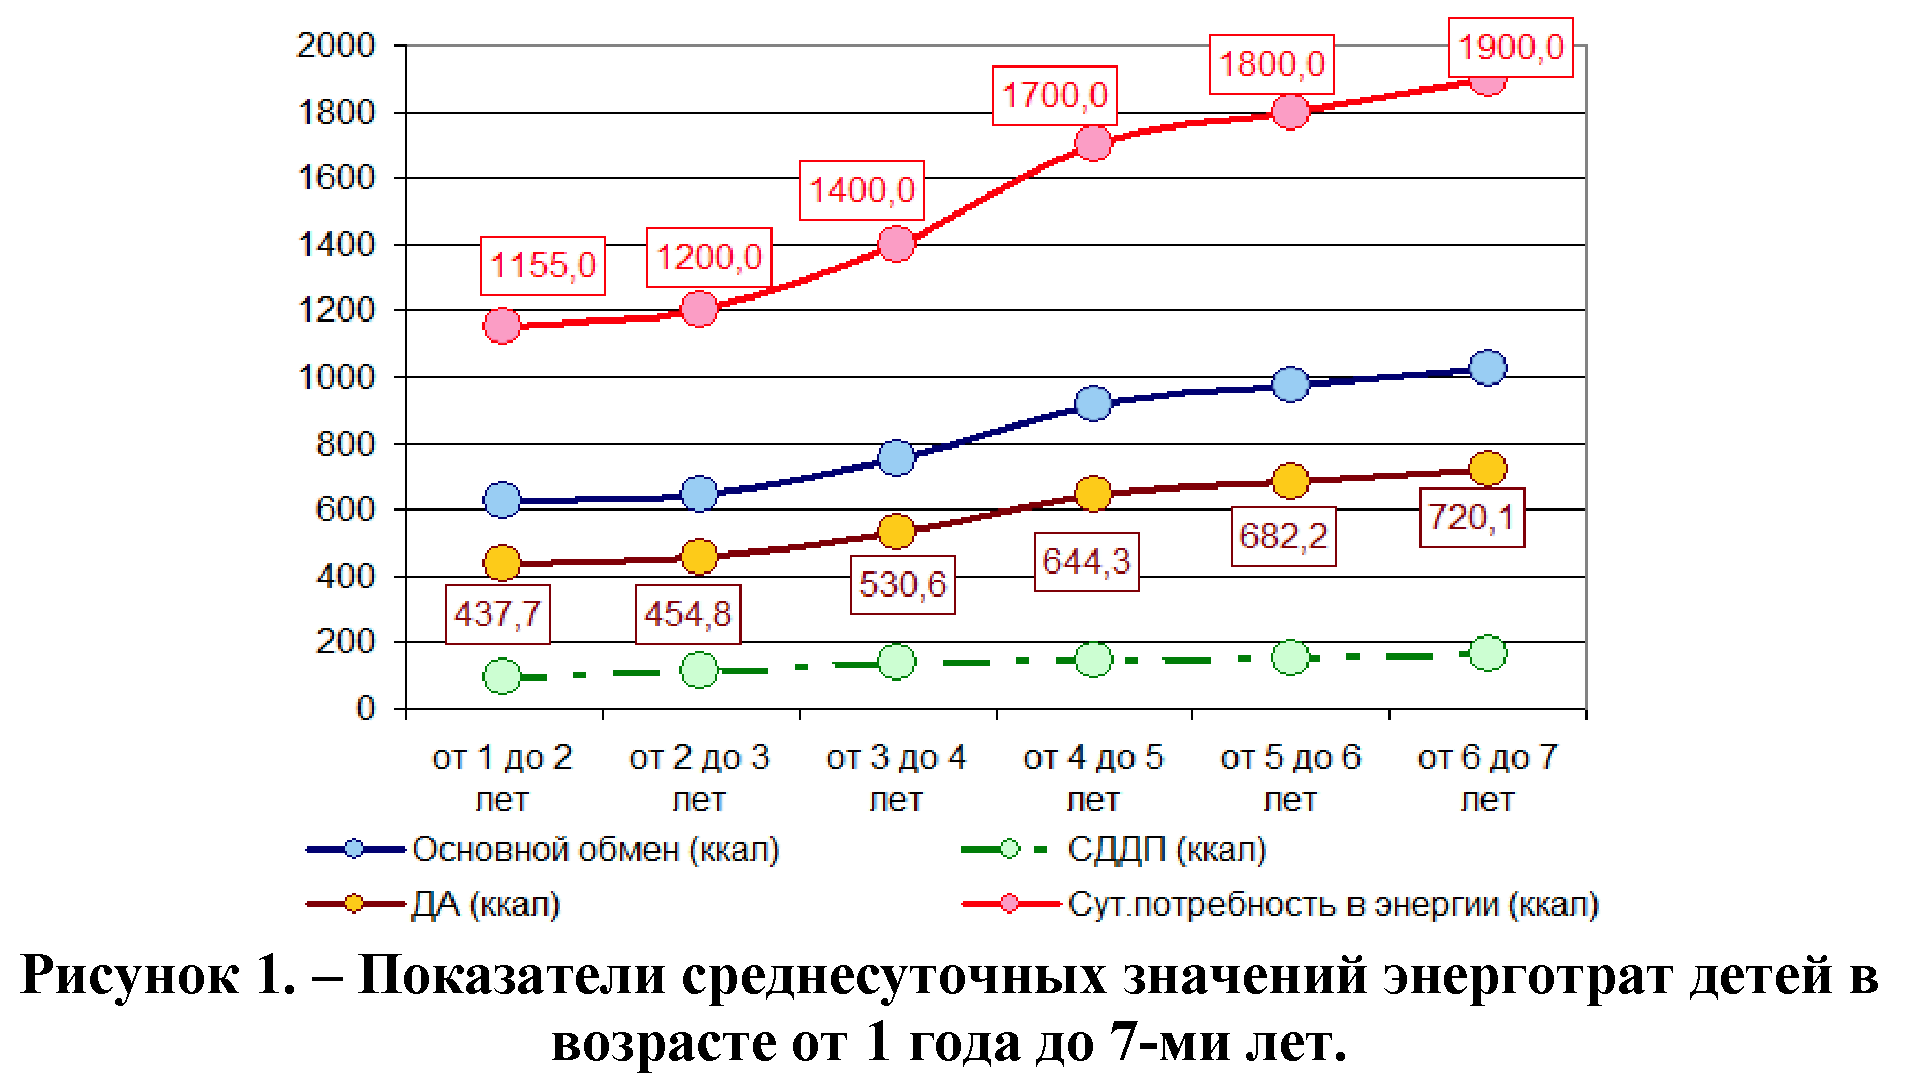 2000
1800
1600
1400
1200
1000
800
600
400
200
0
1155,0
1200,0
1400,0
1700,0
1800,0
1900,0
437,7
454,8
530,6
644,3
682,2
720,1
от 1 до 2 лет
от 2 до 3 лет
от 3 до 4 лет
от 4 до 5 лет
от 5 до 6 лет
от 6 до 7 лет
Основной обмен (ккал)
СДДП (ккал)
ДА (ккал)
Сут.потребность в энергии (ккал)
Рисунок 1. – Показатели среднесуточных значений энерготрат детей в
возрасте от 1 года до 7-ми лет.